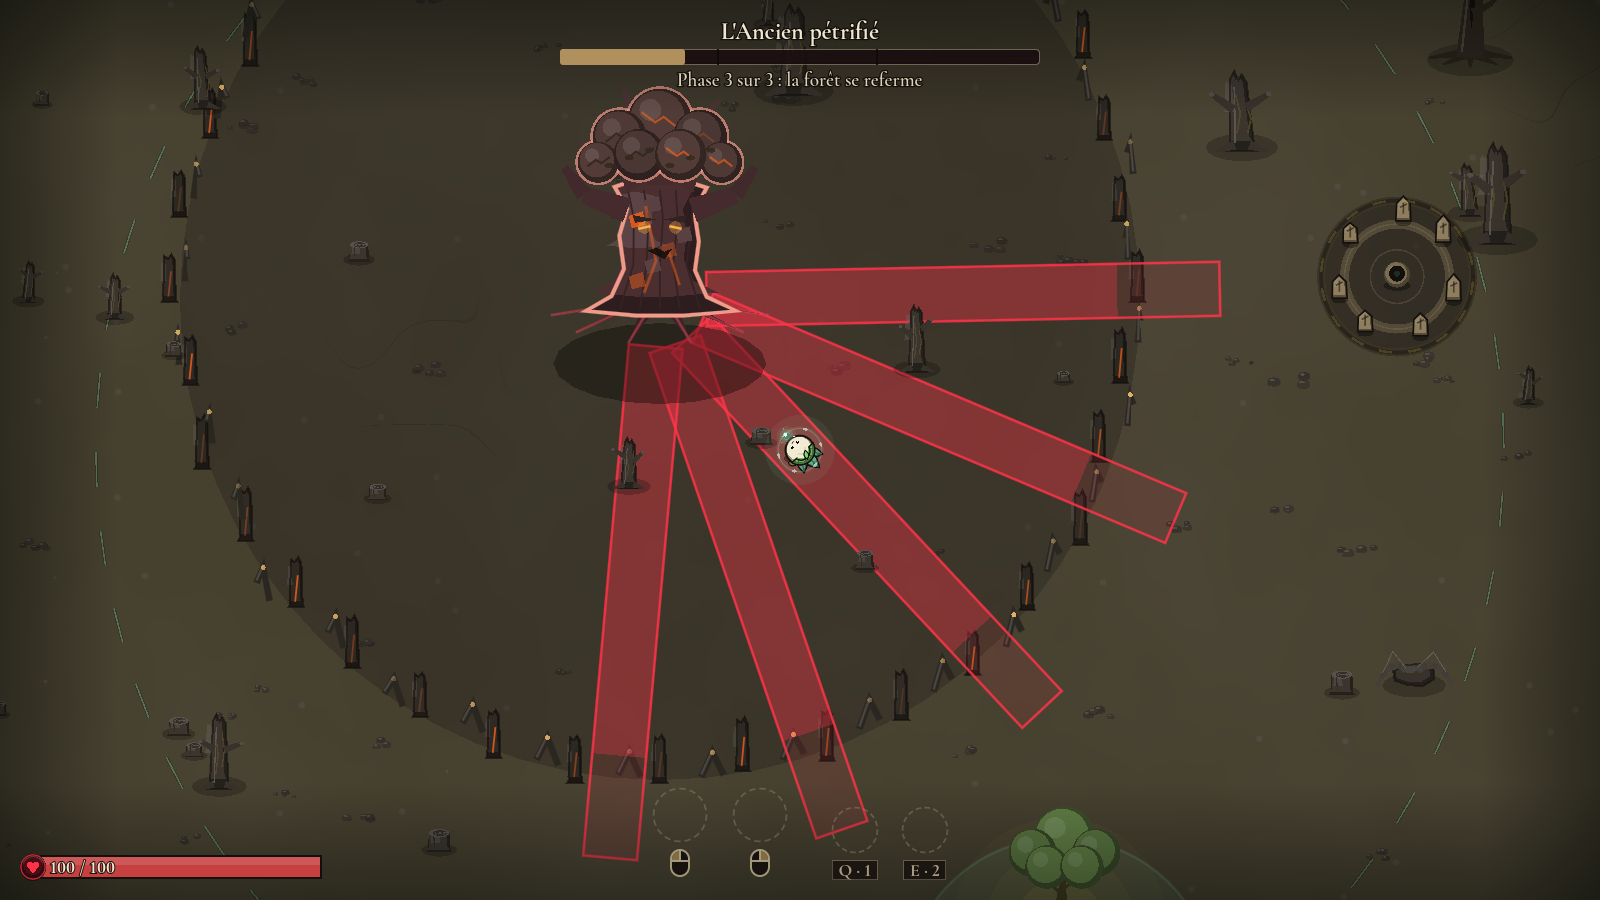 L'Ancien pétrifié
Phase 3 sur 3 : la forêt se referme
100 / 100
Q · 1
E · 2